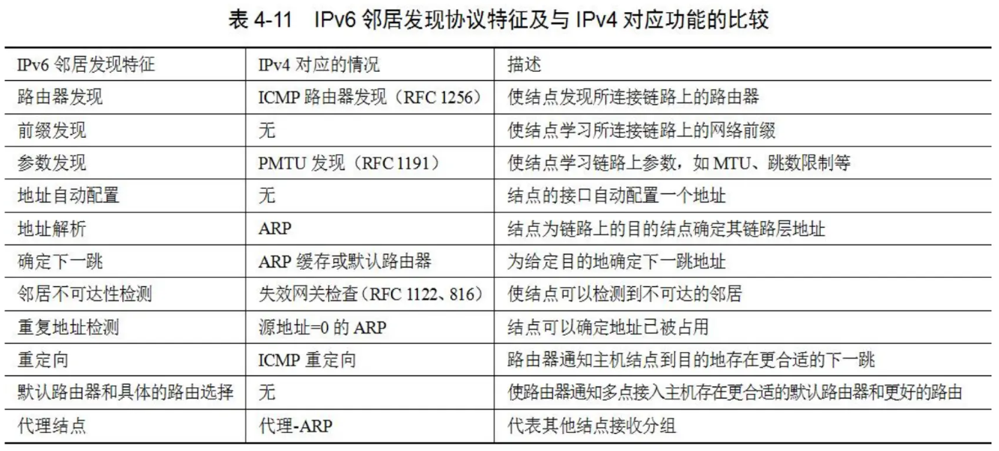 表 4-11 IPv6 邻居发现协议特征及与 IPv4 对应功能的比较
IPv6 邻居发现特征 IPv4 对应的情况 描述
路由器发现 ICMP 路由器发现（RFC 1256） 使结点发现所连接链路上的路由器
前缀发现 无 使结点学习所连接链路上的网络前缀
参数发现 PMTU 发现（RFC 1191） 使结点学习链路上参数，如 MTU、跳数限制等
地址自动配置 无 结点的接口自动配置一个地址
地址解析 ARP 结点为链路上的目的结点确定其链路层地址
确定下一跳 ARP 缓存或默认路由器 为给定目的地确定下一跳地址
邻居不可达性检测 失效网关检查（RFC 1122、816） 使结点可以检测到不可达的邻居
重复地址检测 源地址=0 的 ARP 结点可以确定地址已被占用
重定向 ICMP 重定向 路由器通知主机结点到目的地存在更合适的下一跳
默认路由器和具体的路由选择 无 使路由器通知多点接入主机存在更合适的默认路由器和更好的路由
代理结点 代理-ARP 代表其他结点接收分组